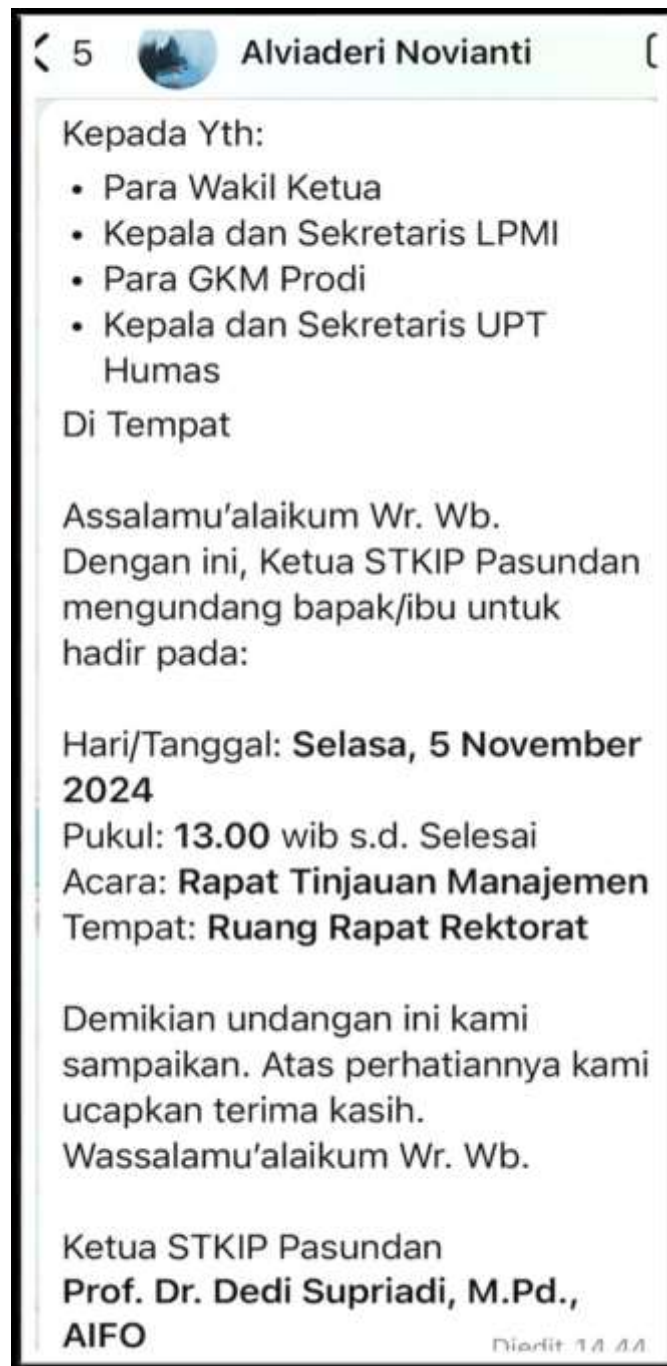 5 Alviaderi Novianti
Kepada Yth:
• Para Wakil Ketua
• Kepala dan Sekretaris LPMI
• Para GKM Prodi
• Kepala dan Sekretaris UPT
Humas
Di Tempat
Assalamu'alaikum Wr. Wb.
Dengan ini, Ketua STKIP Pasundan
mengundang bapak/ibu untuk
hadir pada:
Hari/Tanggal: Selasa, 5 November
2024
Pukul: 13.00 wib s.d. Selesai
Acara: Rapat Tinjauan Manajemen
Tempat: Ruang Rapat Rektorat
Demikian undangan ini kami
sampaikan. Atas perhatiannya kami
ucapkan terima kasih.
Wassalamu'alaikum Wr. Wb.
Ketua STKIP Pasundan
Prof. Dr. Dedi Supriadi, M.Pd.,
AIFO
Diedit 14.44